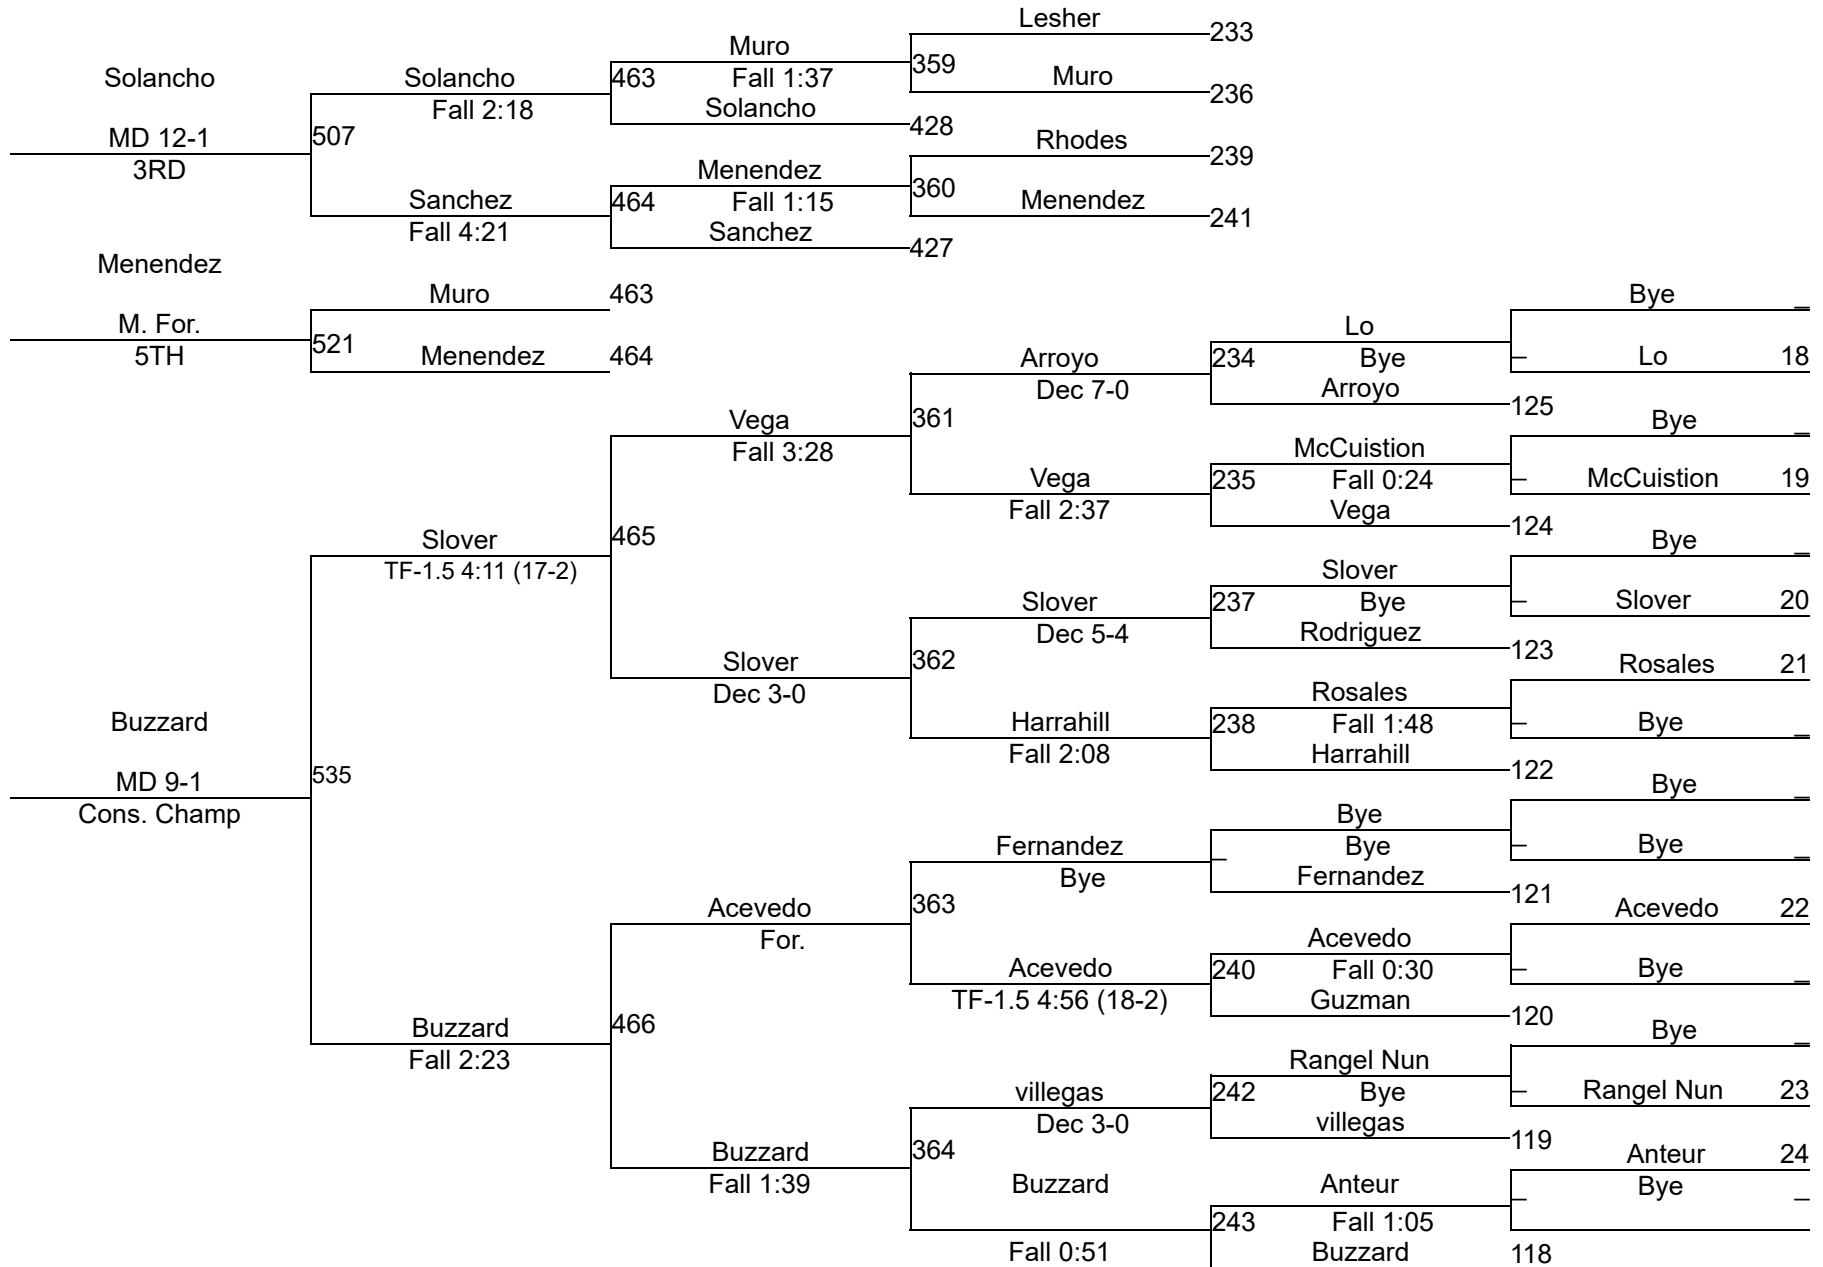 Lesher
233
Muro
359
Solancho
Solancho
463
Fall 1:37
Muro
236
Fall 2:18
Solancho
428
MD 12-1
507
Rhodes
239
3RD
Menendez
360
Sanchez
464
Fall 1:15
Menendez
241
Fall 4:21
Sanchez
427
Menendez
Muro
463
Bye
_
M. For.
521
Lo
5TH
Menendez
464
Arroyo
234
Bye
_
Lo
18
Dec 7-0
Arroyo
125
Vega
361
Bye
_
Fall 3:28
McCuistion
Vega
235
Fall 0:24
_
McCuistion
19
Fall 2:37
Vega
124
Slover
465
Bye
_
TF-1.5 4:11 (17-2)
Slover
Slover
237
Bye
_
Slover
20
Dec 5-4
Rodriguez
123
Slover
362
Rosales
21
Dec 3-0
Rosales
Buzzard
Harrahill
238
Fall 1:48
_
Bye
_
Fall 2:08
Harrahill
122
MD 9-1
535
Bye
_
Cons. Champ
Bye
Fernandez
_
Bye
_
Bye
_
Bye
Fernandez
121
Acevedo
363
Acevedo
22
For.
Acevedo
Acevedo
240
Fall 0:30
_
Bye
_
TF-1.5 4:56 (18-2)
Guzman
120
Buzzard
466
Bye
_
Fall 2:23
Rangel Nun
villegas
242
Bye
_
Rangel Nun
23
Dec 3-0
villegas
119
Buzzard
364
Anteur
24
Fall 1:39
Buzzard
Anteur
_
Bye
_
243
Fall 1:05
Fall 0:51
Buzzard
118